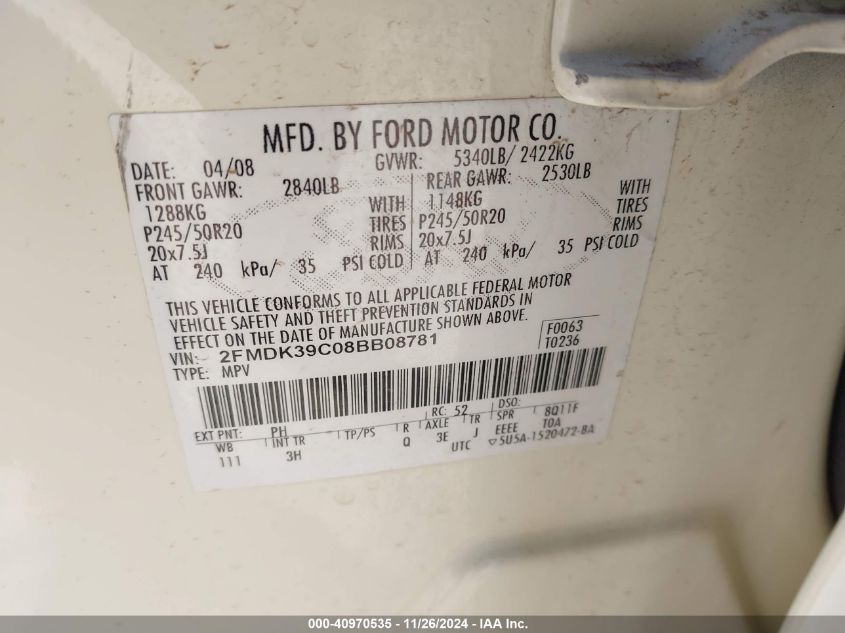 MFD. BY FORD MOTOR CO.
DATE: 04/08 GVWR: 5340LB/ 2422KG
FRONT GAWR: 2840LB REAR GAWR: 2530LB
1288KG WITH 1148KG WITH
P245/50R20 TIRES P245/50R20 TIRES
20x7.5J RIMS 20x7.5J RIMS
AT 240 kPa/ 35 PSI COLD AT 240 kPa/ 35 PSI COLD
THIS VEHICLE CONFORMS TO ALL APPLICABLE FEDERAL MOTOR
VEHICLE SAFETY AND THEFT PREVENTION STANDARDS IN
EFFECT ON THE DATE OF MANUFACTURE SHOWN ABOVE.
VIN: 2FMDK39C08BB08781
TYPE: MPV
F0063
T0236
EXT PNT: PH RC: 52 DSO:
WB INT TR TP/PS R AXLE TR SPR 8Q11F
111 3H Q 3E J EEEE TOA
UTC ▽5U5A-1520472-BA
000-40970535 - 11/26/2024 - IAA Inc.